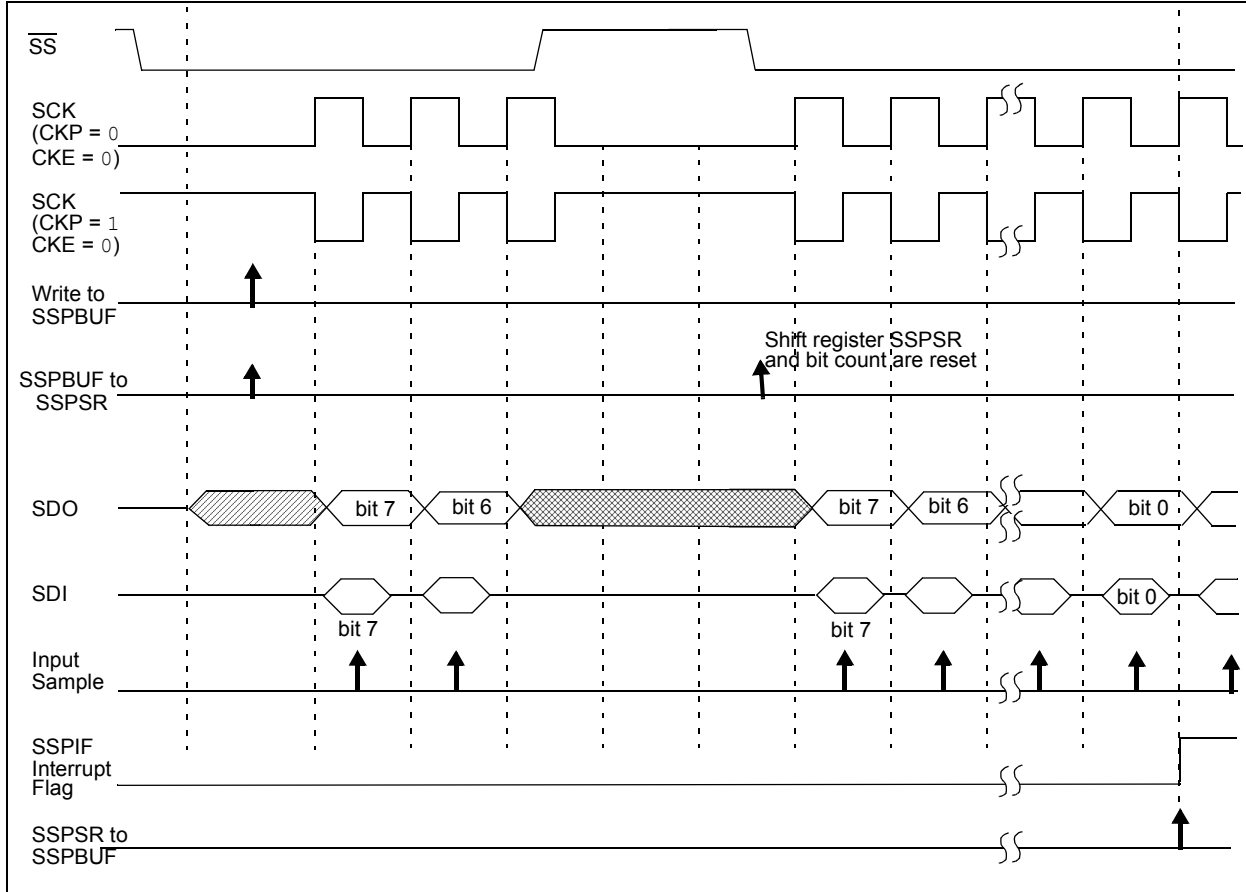 SS
SCK
(CKP = 0
CKE = 0)
SCK
(CKP = 1
CKE = 0)
Write to
SSPBUF
Shift register SSPSR
and bit count are reset
SSPBUF to
SSPSR
SDO
bit 7
bit 6
bit 7
bit 6
bit 0
SDI
bit 0
bit 7
bit 7
Input
Sample
SSPIF
Interrupt
Flag
SSPSR to
SSPBUF